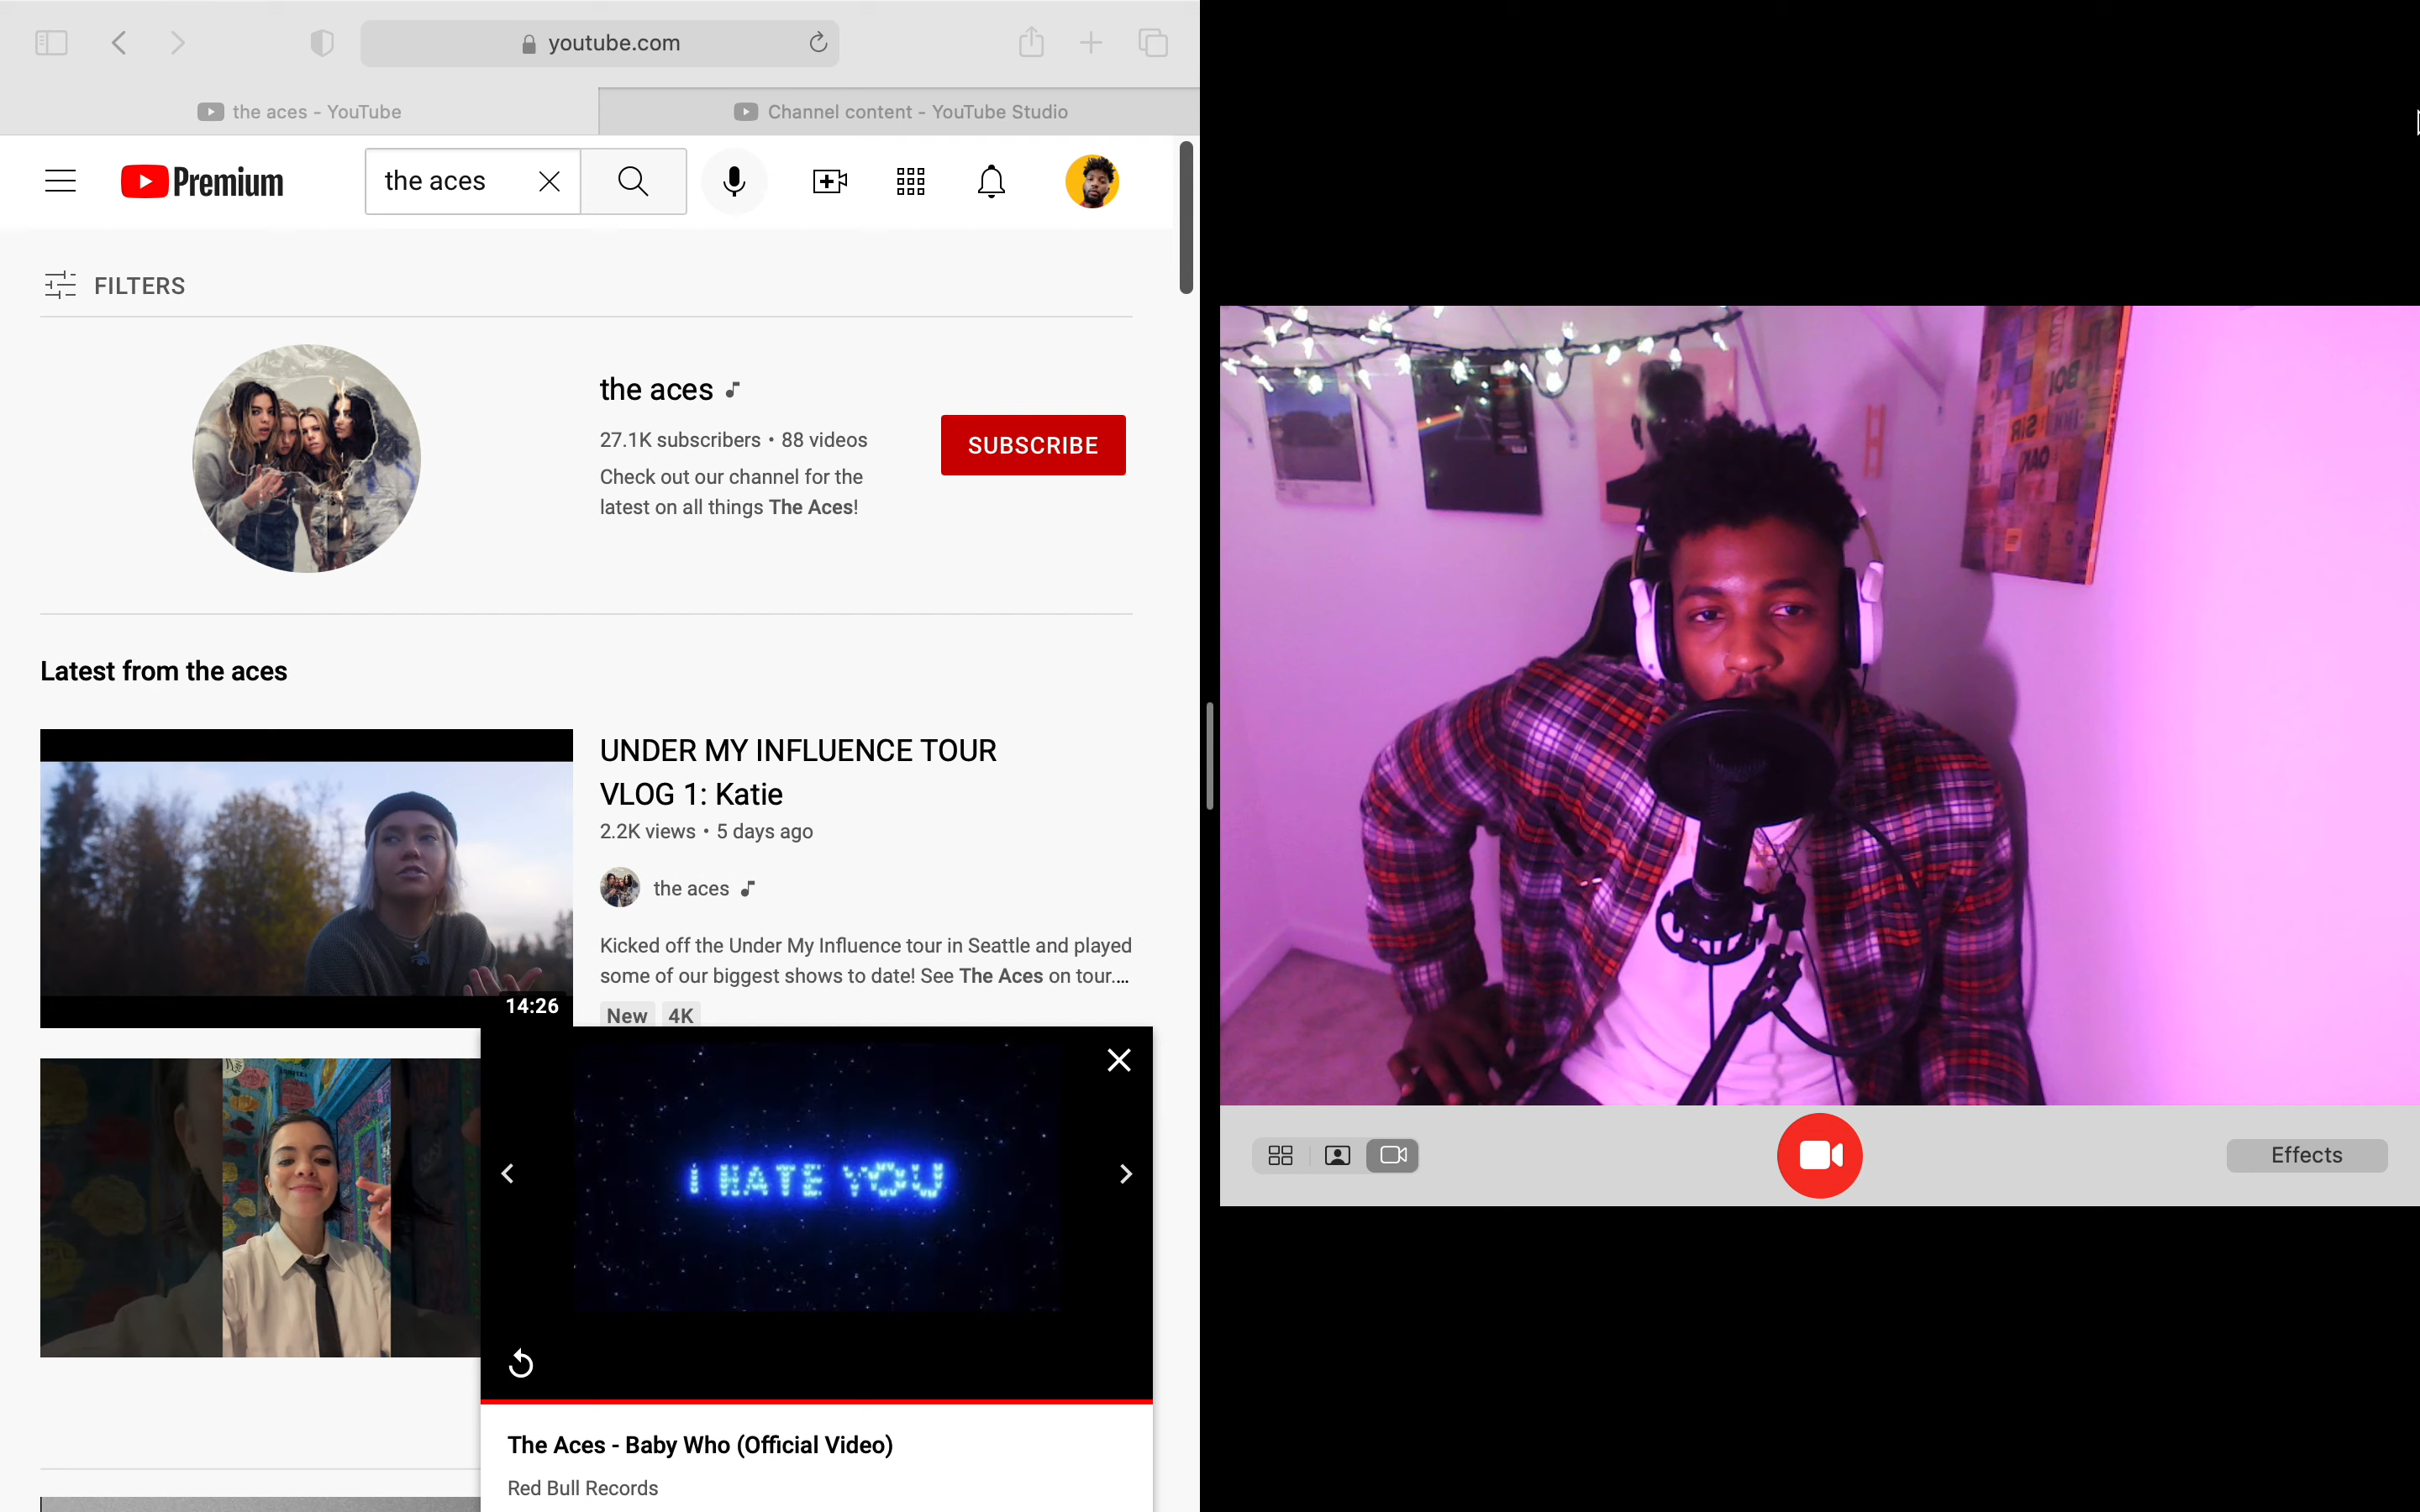 youtube.com
the aces - YouTube
Channel content - YouTube Studio
Premium
the aces
FILTERS
the aces
27.1K subscribers • 88 videos
Check out our channel for the
latest on all things The Aces!
SUBSCRIBE
Latest from the aces
UNDER MY INFLUENCE TOUR
VLOG 1: Katie
2.2K views • 5 days ago
the aces
Kicked off the Under My Influence tour in Seattle and played
some of our biggest shows to date! See The Aces on tour....
New 4K
14:26
I HATE YOU
The Aces - Baby Who (Official Video)
Red Bull Records
Effects